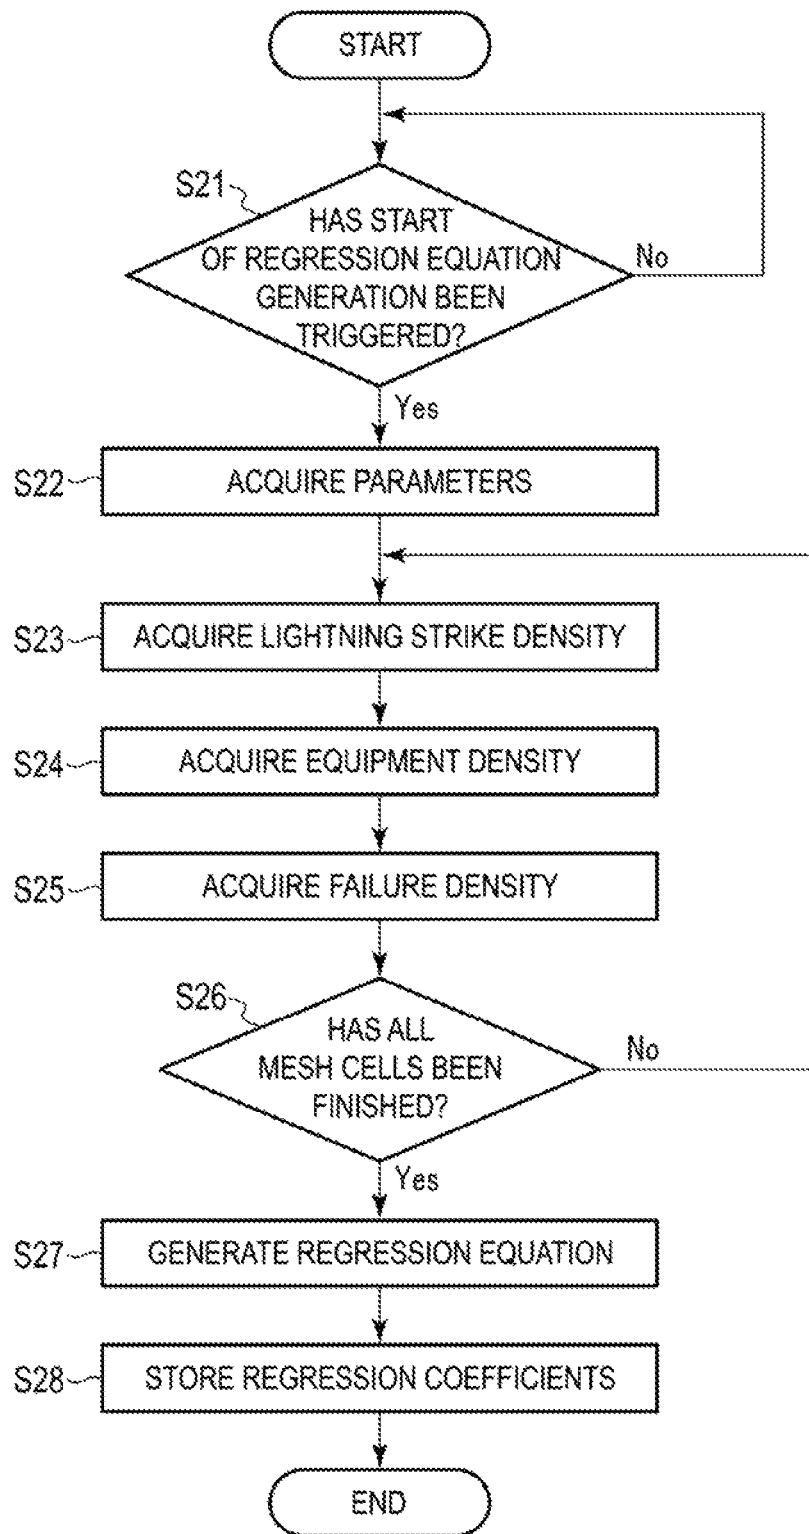 START
S21
HAS START
OF REGRESSION EQUATION
GENERATION BEEN
TRIGGERED?
No
Yes
S22
ACQUIRE PARAMETERS
S23
ACQUIRE LIGHTNING STRIKE DENSITY
S24
ACQUIRE EQUIPMENT DENSITY
S25
ACQUIRE FAILURE DENSITY
S26
HAS ALL
MESH CELLS BEEN
FINISHED?
No
Yes
S27
GENERATE REGRESSION EQUATION
S28
STORE REGRESSION COEFFICIENTS
END